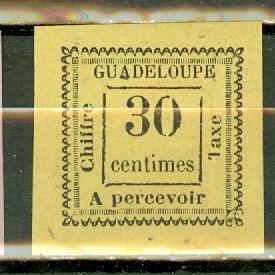 GUADELOUPE
Chiffre
30
centimes
Taxe
A percevoir